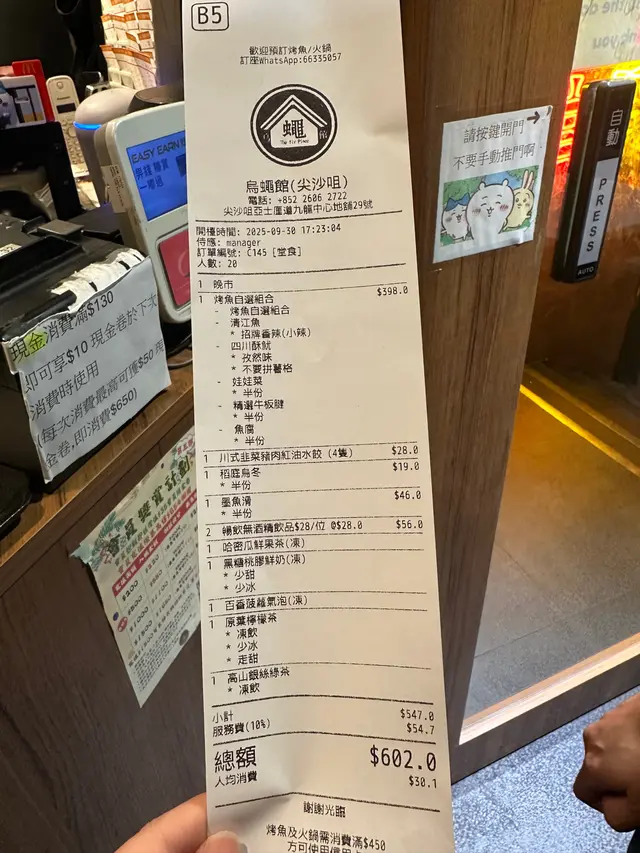 B5
歡迎預訂烤魚/火鍋
訂座WhatsApp:66335057
蠅
烏蠅館(尖沙咀)
電話: +852 2606 2722
尖沙咀亞士厘道九龍中心地舖29號
開檯時間: 2025-09-30 17:23:04
侍應: manager
訂單編號: C145 [堂食]
人數: 20
1 晚市
1 烤魚自選組合 $398.0
- 烤魚自選組合
- 清江魚
* 招牌香辣(小辣)
- 四川酥魷
* 孜然味
* 不要拼薯格
- 娃娃菜
* 半份
- 精選牛板腱
* 半份
- 魚腐
* 半份
1 川式韭菜豬肉紅油水餃 (4隻) $28.0
1 稻庭烏冬 $19.0
* 半份
1 墨魚滑 $46.0
* 半份
2 暢飲無酒精飲品$28/位 @$28.0 $56.0
1 哈密瓜鮮果茶(凍)
1 黑糖桃膠鮮奶(凍)
* 少甜
* 少冰
1 百香菠蘿氣泡(凍)
1 原葉檸檬茶
* 凍飲
* 少冰
* 走甜
1 高山銀絲綠茶
* 凍飲
小計 $547.0
服務費(10%) $54.7
總額 $602.0
人均消費 $30.1
謝謝光臨
烤魚及火鍋需消費滿$450
方可使用信用卡
EASY EARN
現金消費滿$130
即可享$10 現金卷於下次
消費時使用
(每次消費最高可獲$50 現
金卷,即消費$650)
請按鍵開門
不要手動推門啊
自動
PRESS
AUTO